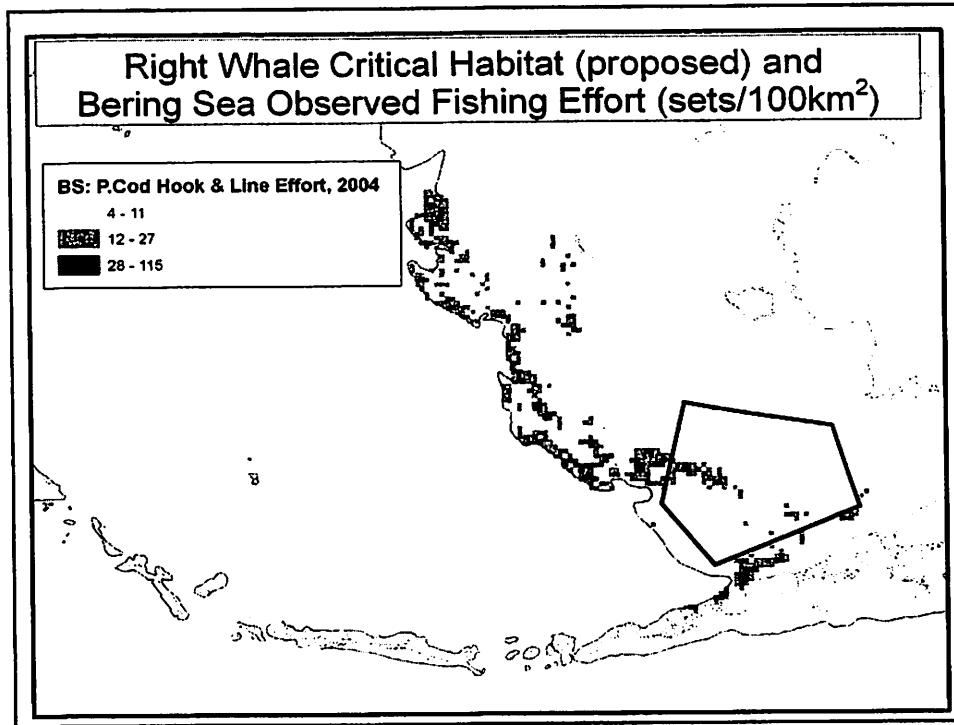 Right Whale Critical Habitat (proposed) and
Bering Sea Observed Fishing Effort (sets/100km²)
BS: P.Cod Hook & Line Effort, 2004
4 - 11
12 - 27
28 - 115